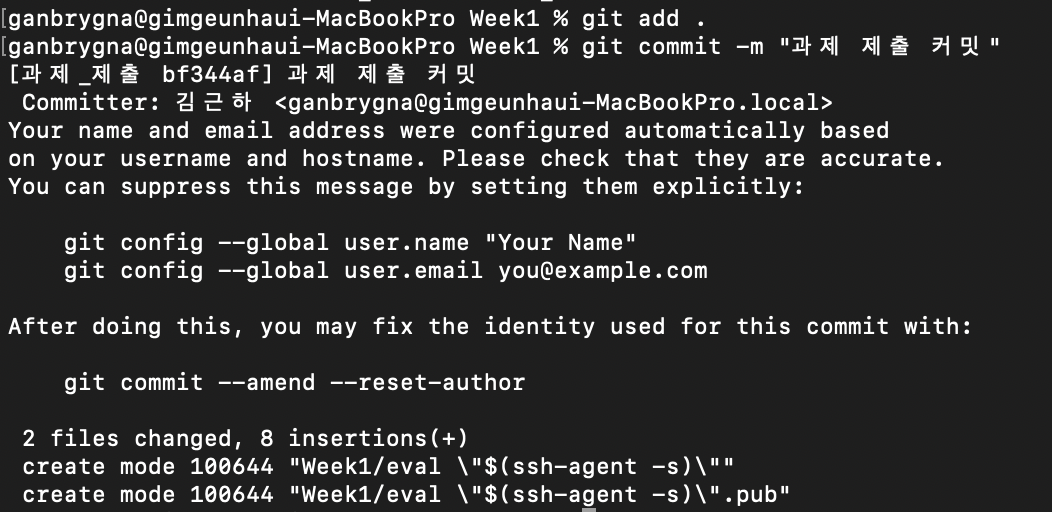 [ganbrygna@gimgeunhaui-MacBookPro Week1 % git add .
[ganbrygna@gimgeunhaui-MacBookPro Week1 % git commit -m "과제 제출 커밋"
[과제_제출 bf344af] 과제 제출 커밋
 Committer: 김근하 <ganbrygna@gimgeunhaui-MacBookPro.local>
Your name and email address were configured automatically based
on your username and hostname. Please check that they are accurate.
You can suppress this message by setting them explicitly:

    git config --global user.name "Your Name"
    git config --global user.email you@example.com

After doing this, you may fix the identity used for this commit with:

    git commit --amend --reset-author

 2 files changed, 8 insertions(+)
 create mode 100644 "Week1/eval \"$(ssh-agent -s)\""
 create mode 100644 "Week1/eval \"$(ssh-agent -s)\".pub"